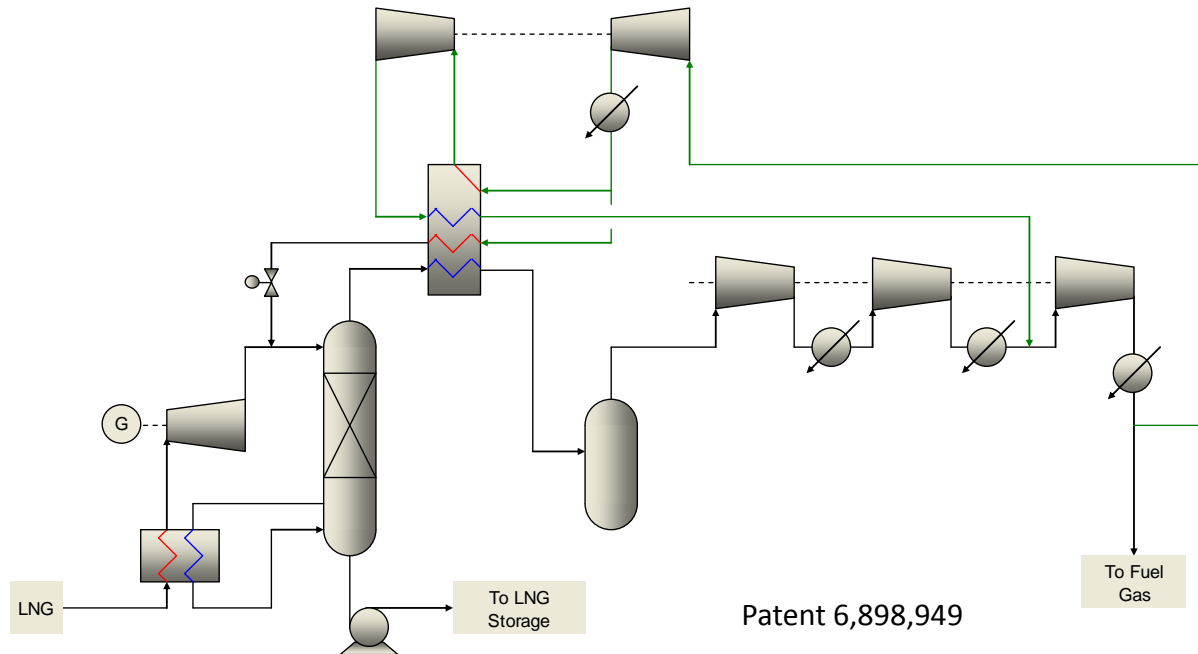 G
LNG
To LNG
Storage
Patent 6,898,949
To Fuel
Gas